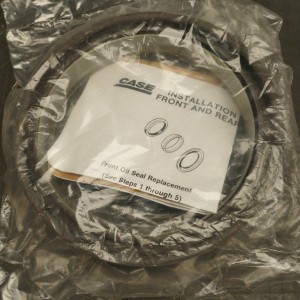 CASE
INSTALLATION
FRONT AND REAR
Front Oil Seal Replacement
(See Steps 1 through 5)